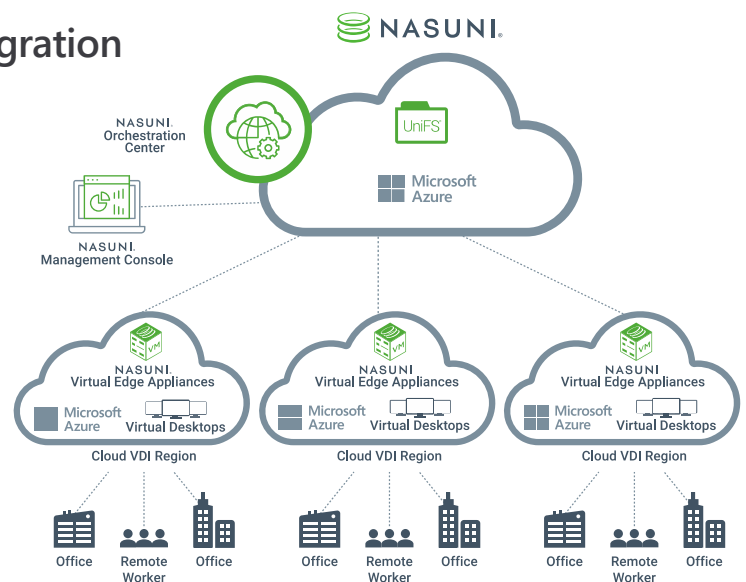 gration
NASUNI®
NASUNI.
Orchestration
Center
UniFS®
Microsoft
Azure
NASUNI.
Management Console
NASUNI.
Virtual Edge Appliances
Microsoft
Azure
Virtual Desktops
Cloud VDI Region
Office
Remote
Worker
Office
VM
NASUNI
Virtual Edge Appliances
Microsoft
Azure
Virtual Desktops
Cloud VDI Region
Office
Remote
Worker
Office
VM
NASUNI
Virtual Edge Appliances
Microsoft
Azure
Virtual Desktops
Cloud VDI Region
Office
Remote
Worker
Office
VM